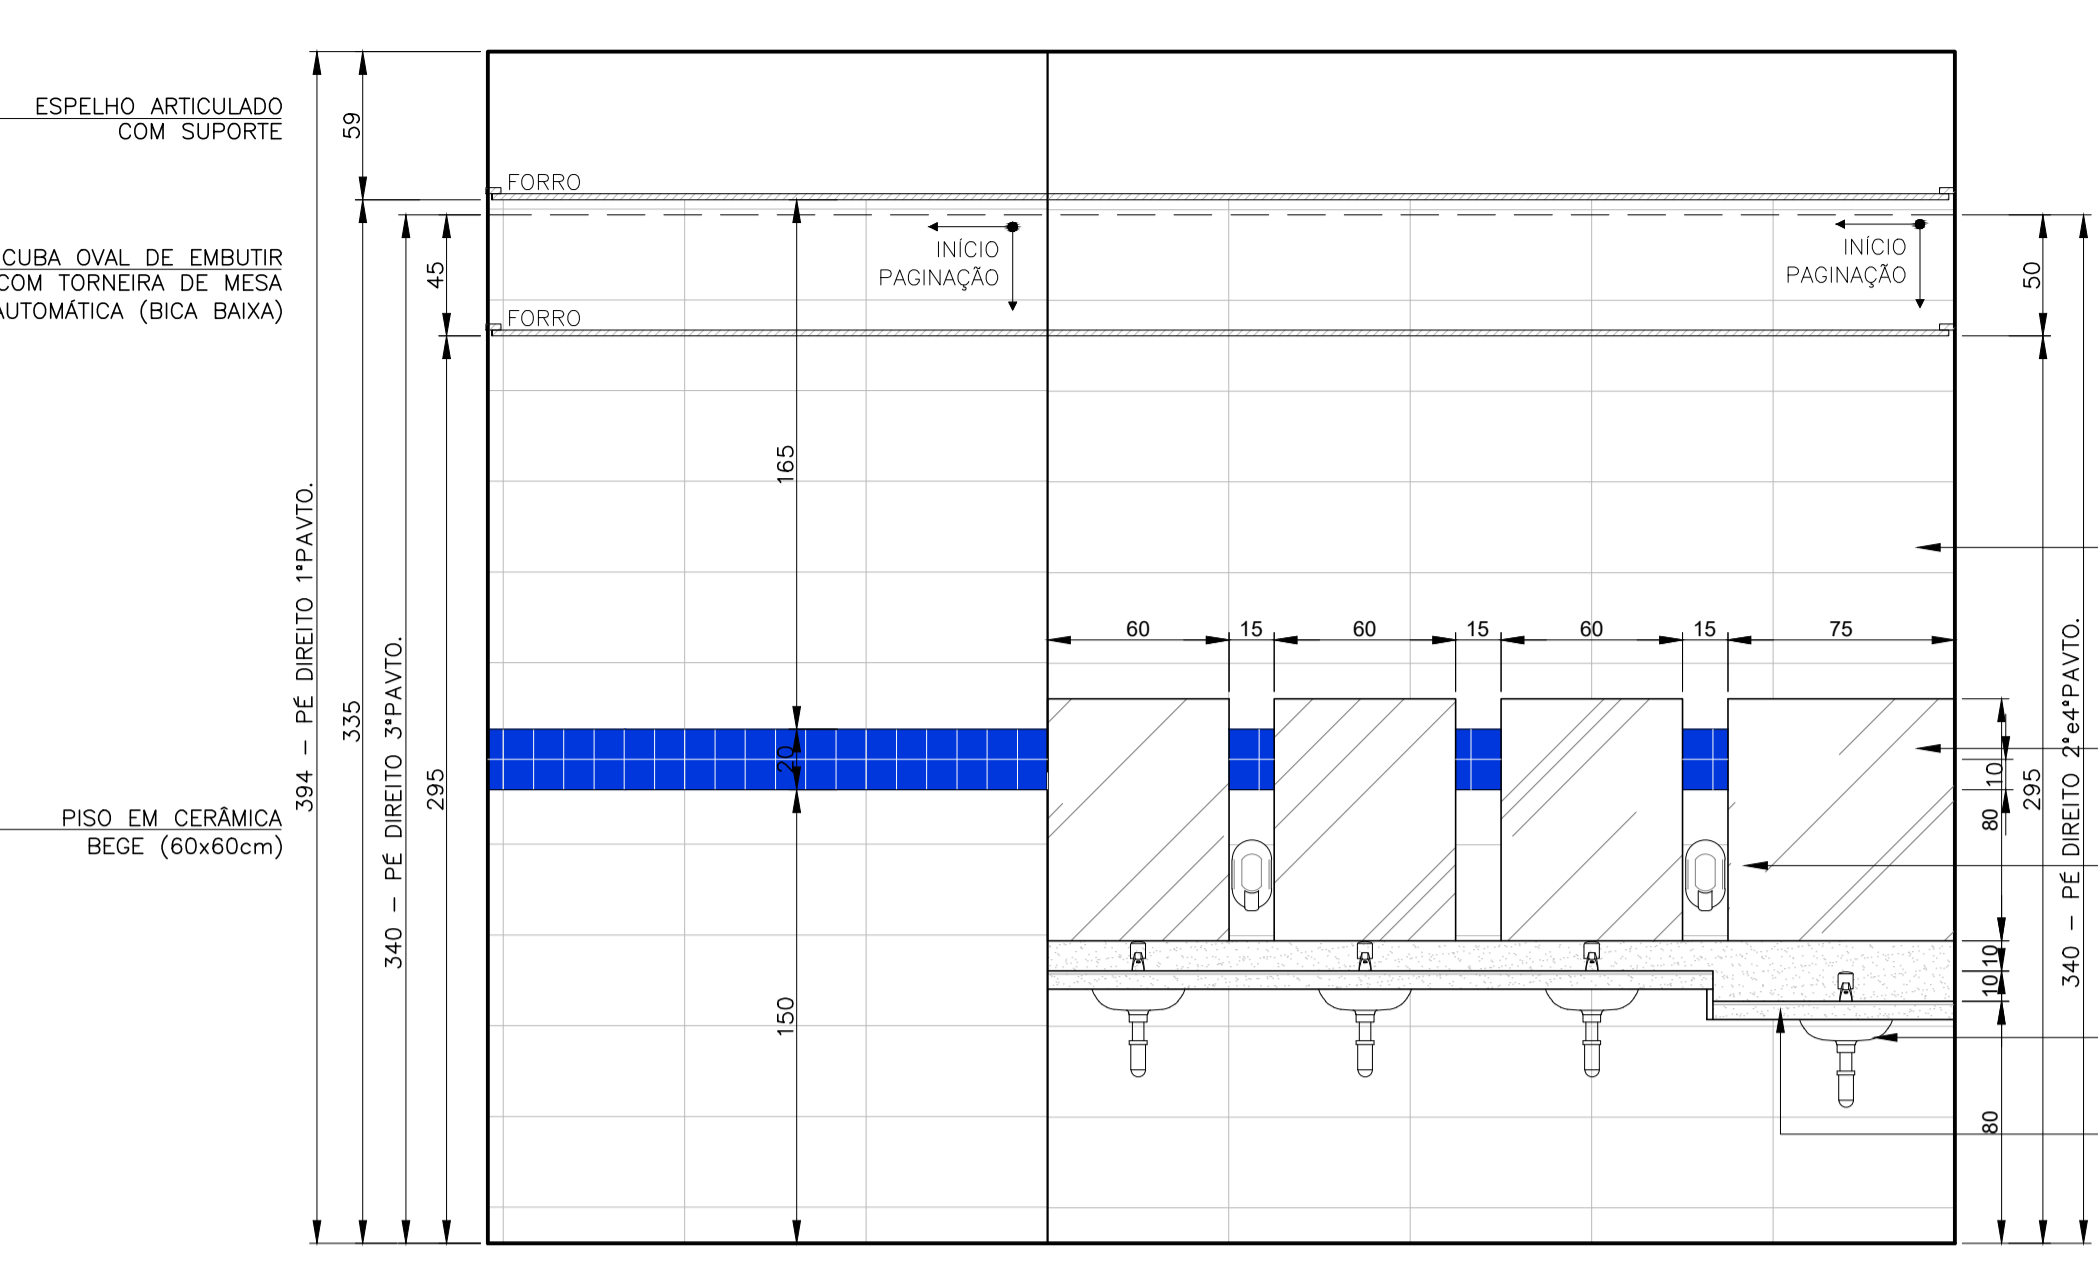 ESPELHO ARTICULADO
COM SUPORTE
CUBA OVAL DE EMBUTIR
COM TORNEIRA DE MESA
AUTOMÁTICA (BICA BAIXA)
PISO EM CERÂMICA
BEGE (60x60cm)
394 – PÉ DIREITO 1°PAVTO.
59
335
340 – PÉ DIREITO 3°PAVTO.
45
295
FORRO
FORRO
INÍCIO
PAGINAÇÃO
INÍCIO
PAGINAÇÃO
165
20
150
60 15 60 15 60 15 75
10
80
10
10
80
50
295
340 – PÉ DIREITO 2°e4°PAVTO.